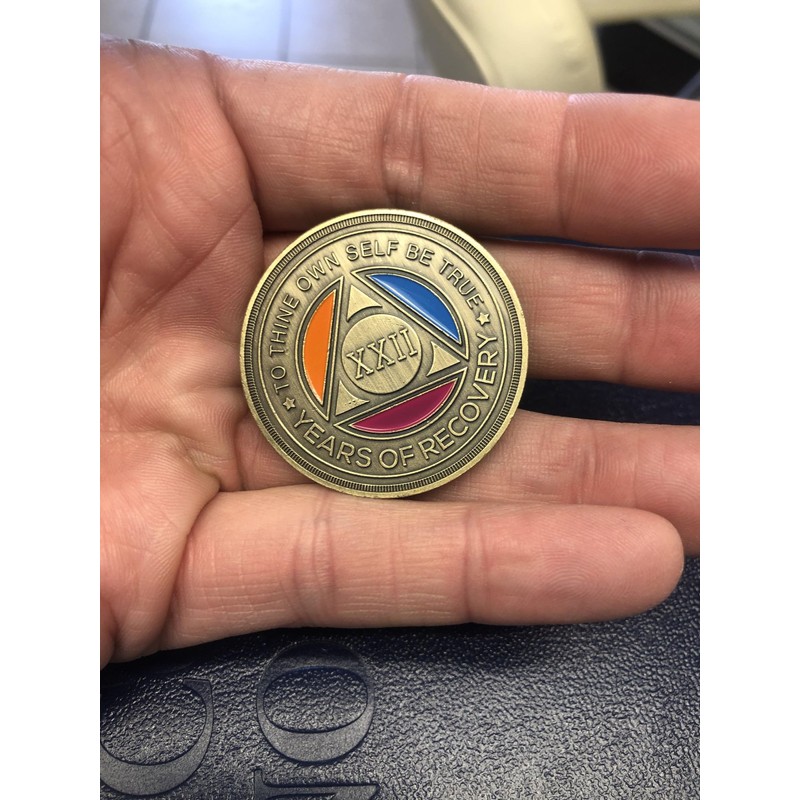 TO THINE OWN SELF BE TRUE
XXII
YEARS OF RECOVERY